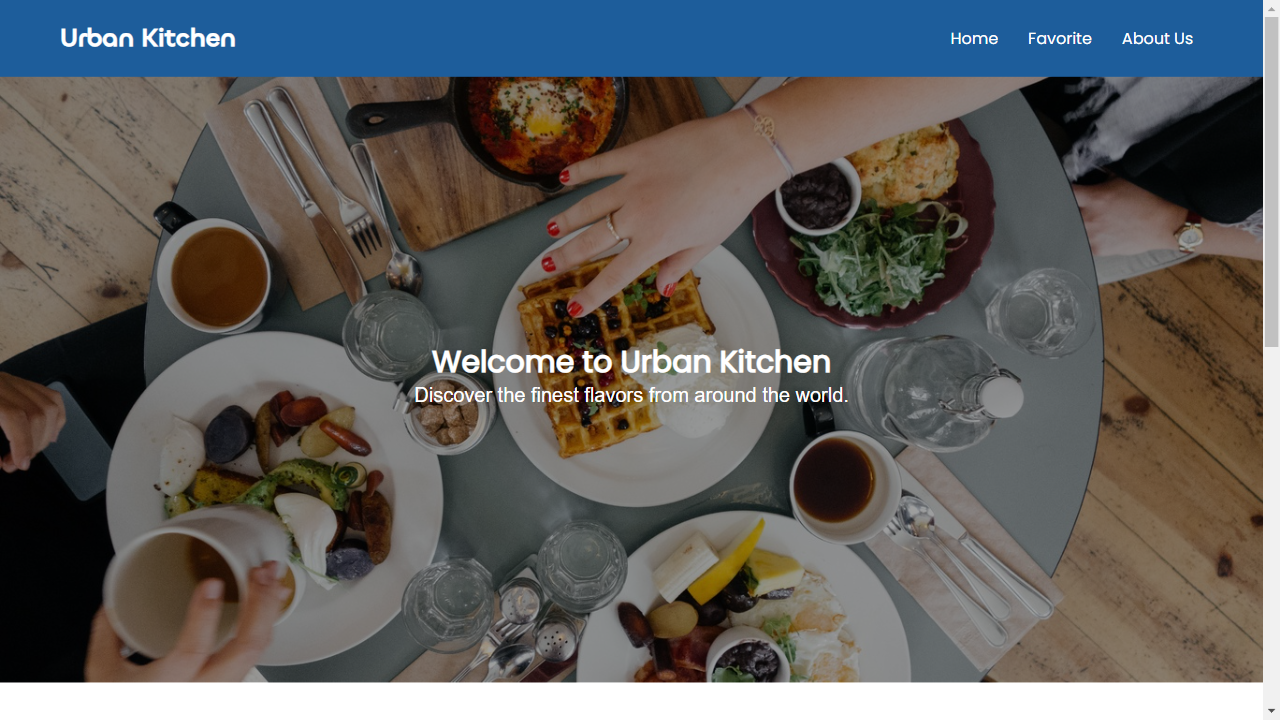 Urban Kitchen
Home Favorite About Us
Welcome to Urban Kitchen
Discover the finest flavors from around the world.